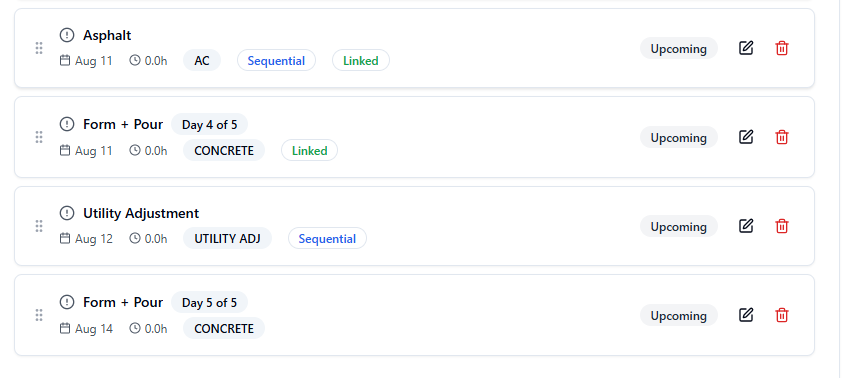 Asphalt
Aug 11 0.0h AC Sequential Linked Upcoming
Form + Pour Day 4 of 5
Aug 11 0.0h CONCRETE Linked Upcoming
Utility Adjustment
Aug 12 0.0h UTILITY ADJ Sequential Upcoming
Form + Pour Day 5 of 5
Aug 14 0.0h CONCRETE Upcoming